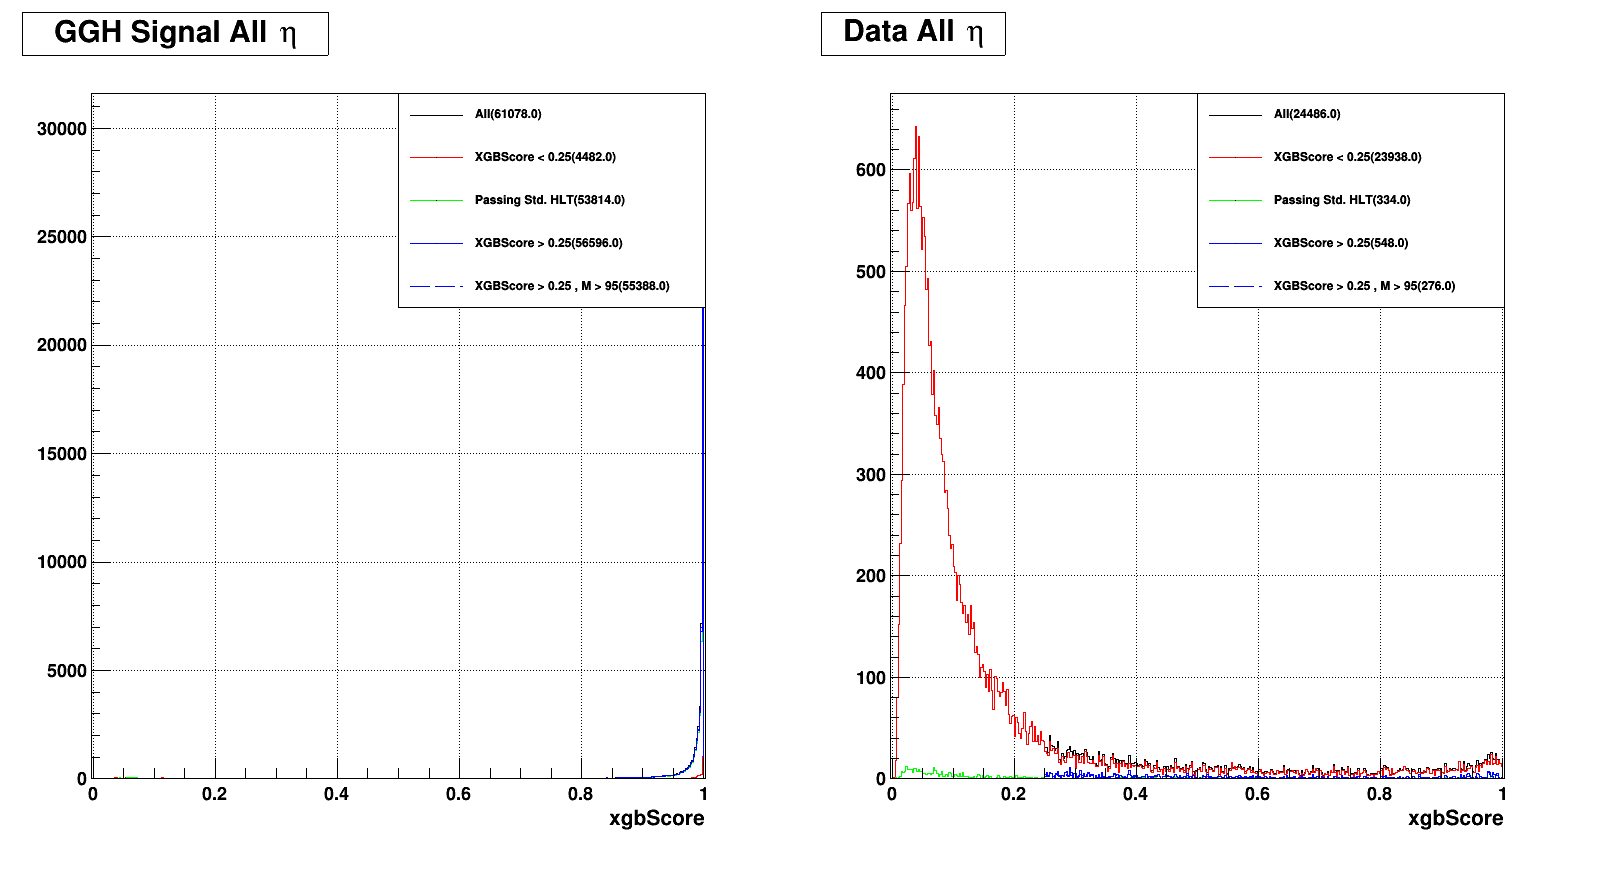 GGH Signal All η
30000
25000
20000
15000
10000
5000
0
0 0.2 0.4 0.6 0.8 1
xgbScore
All(61078.0)
XGBScore < 0.25(4482.0)
Passing Std. HLT(53814.0)
XGBScore > 0.25(56596.0)
XGBScore > 0.25 , M > 95(55388.0)
Data All η
600
500
400
300
200
100
0
0 0.2 0.4 0.6 0.8 1
xgbScore
All(24486.0)
XGBScore < 0.25(23938.0)
Passing Std. HLT(334.0)
XGBScore > 0.25(548.0)
XGBScore > 0.25 , M > 95(276.0)